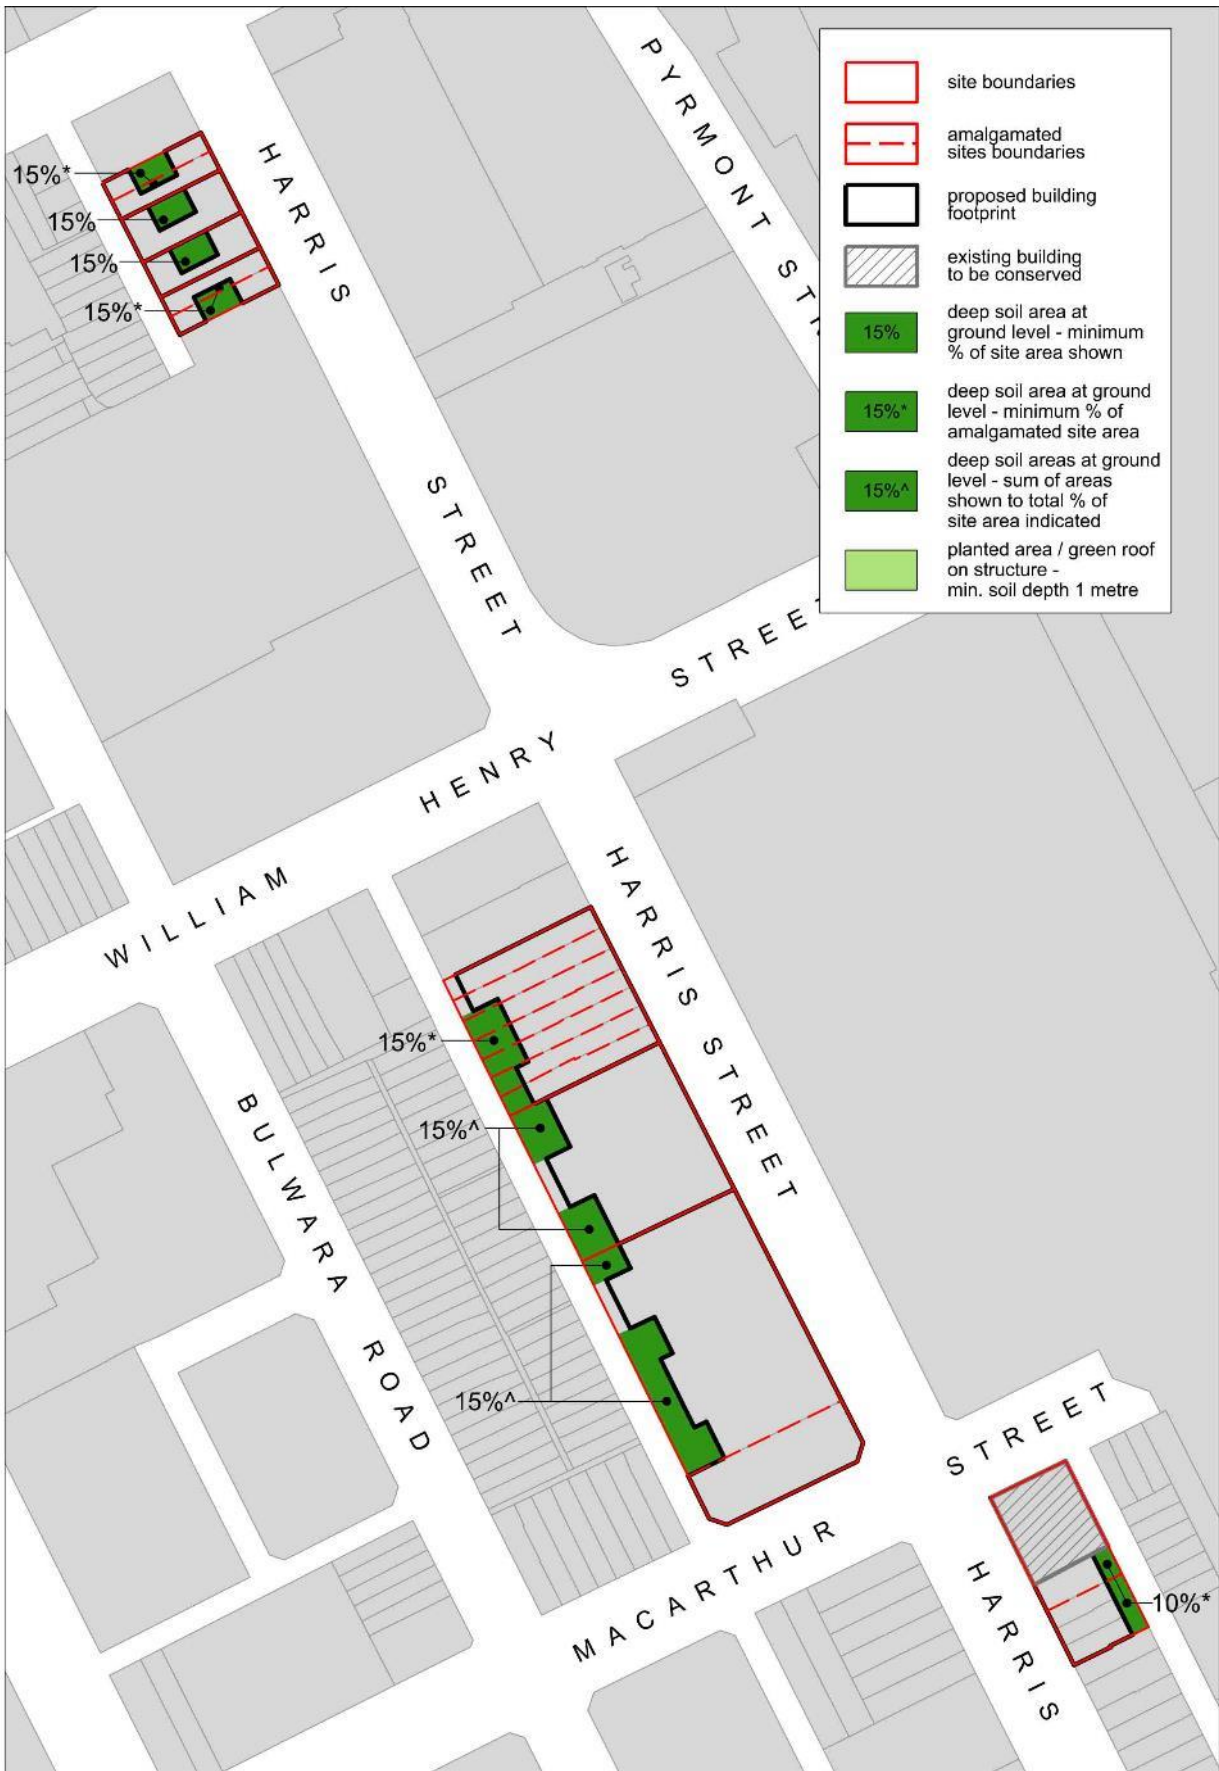 HARRIS
PYRMONT STR
site boundaries
amalgamated
sites boundaries
proposed building
footprint
existing building
to be conserved
15%
deep soil area at
ground level - minimum
% of site area shown
15%*
deep soil area at ground
level - minimum % of
amalgamated site area
15%^
deep soil areas at ground
level - sum of areas
shown to total % of
site area indicated
planted area / green roof
on structure -
min. soil depth 1 metre
15%*
15%
15%
15%*
STREET
WILLIAM HENRY STREET
HARRIS STREET
15%*
15%^
15%^
BULWARA ROAD
MACARTHUR STREET
HARRIS
10%*